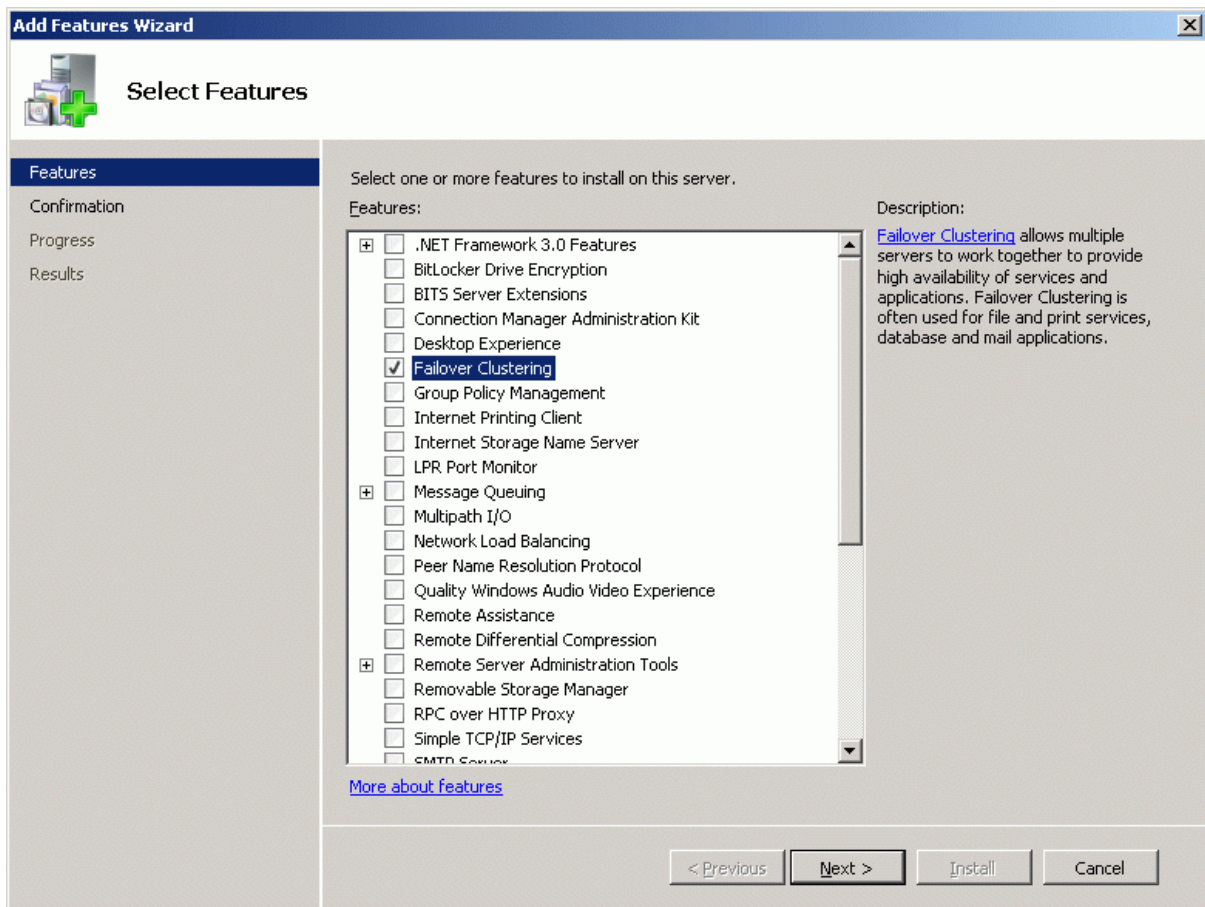 Add Features Wizard
Select Features
Features
Confirmation
Progress
Results
Select one or more features to install on this server.
Features:
.NET Framework 3.0 Features
BitLocker Drive Encryption
BITS Server Extensions
Connection Manager Administration Kit
Desktop Experience
Failover Clustering
Group Policy Management
Internet Printing Client
Internet Storage Name Server
LPR Port Monitor
Message Queuing
Multipath I/O
Network Load Balancing
Peer Name Resolution Protocol
Quality Windows Audio Video Experience
Remote Assistance
Remote Differential Compression
Remote Server Administration Tools
Removable Storage Manager
RPC over HTTP Proxy
Simple TCP/IP Services
SMTP Server
More about features
Description:
Failover Clustering allows multiple
servers to work together to provide
high availability of services and
applications. Failover Clustering is
often used for file and print services,
database and mail applications.
< Previous
Next >
Install
Cancel